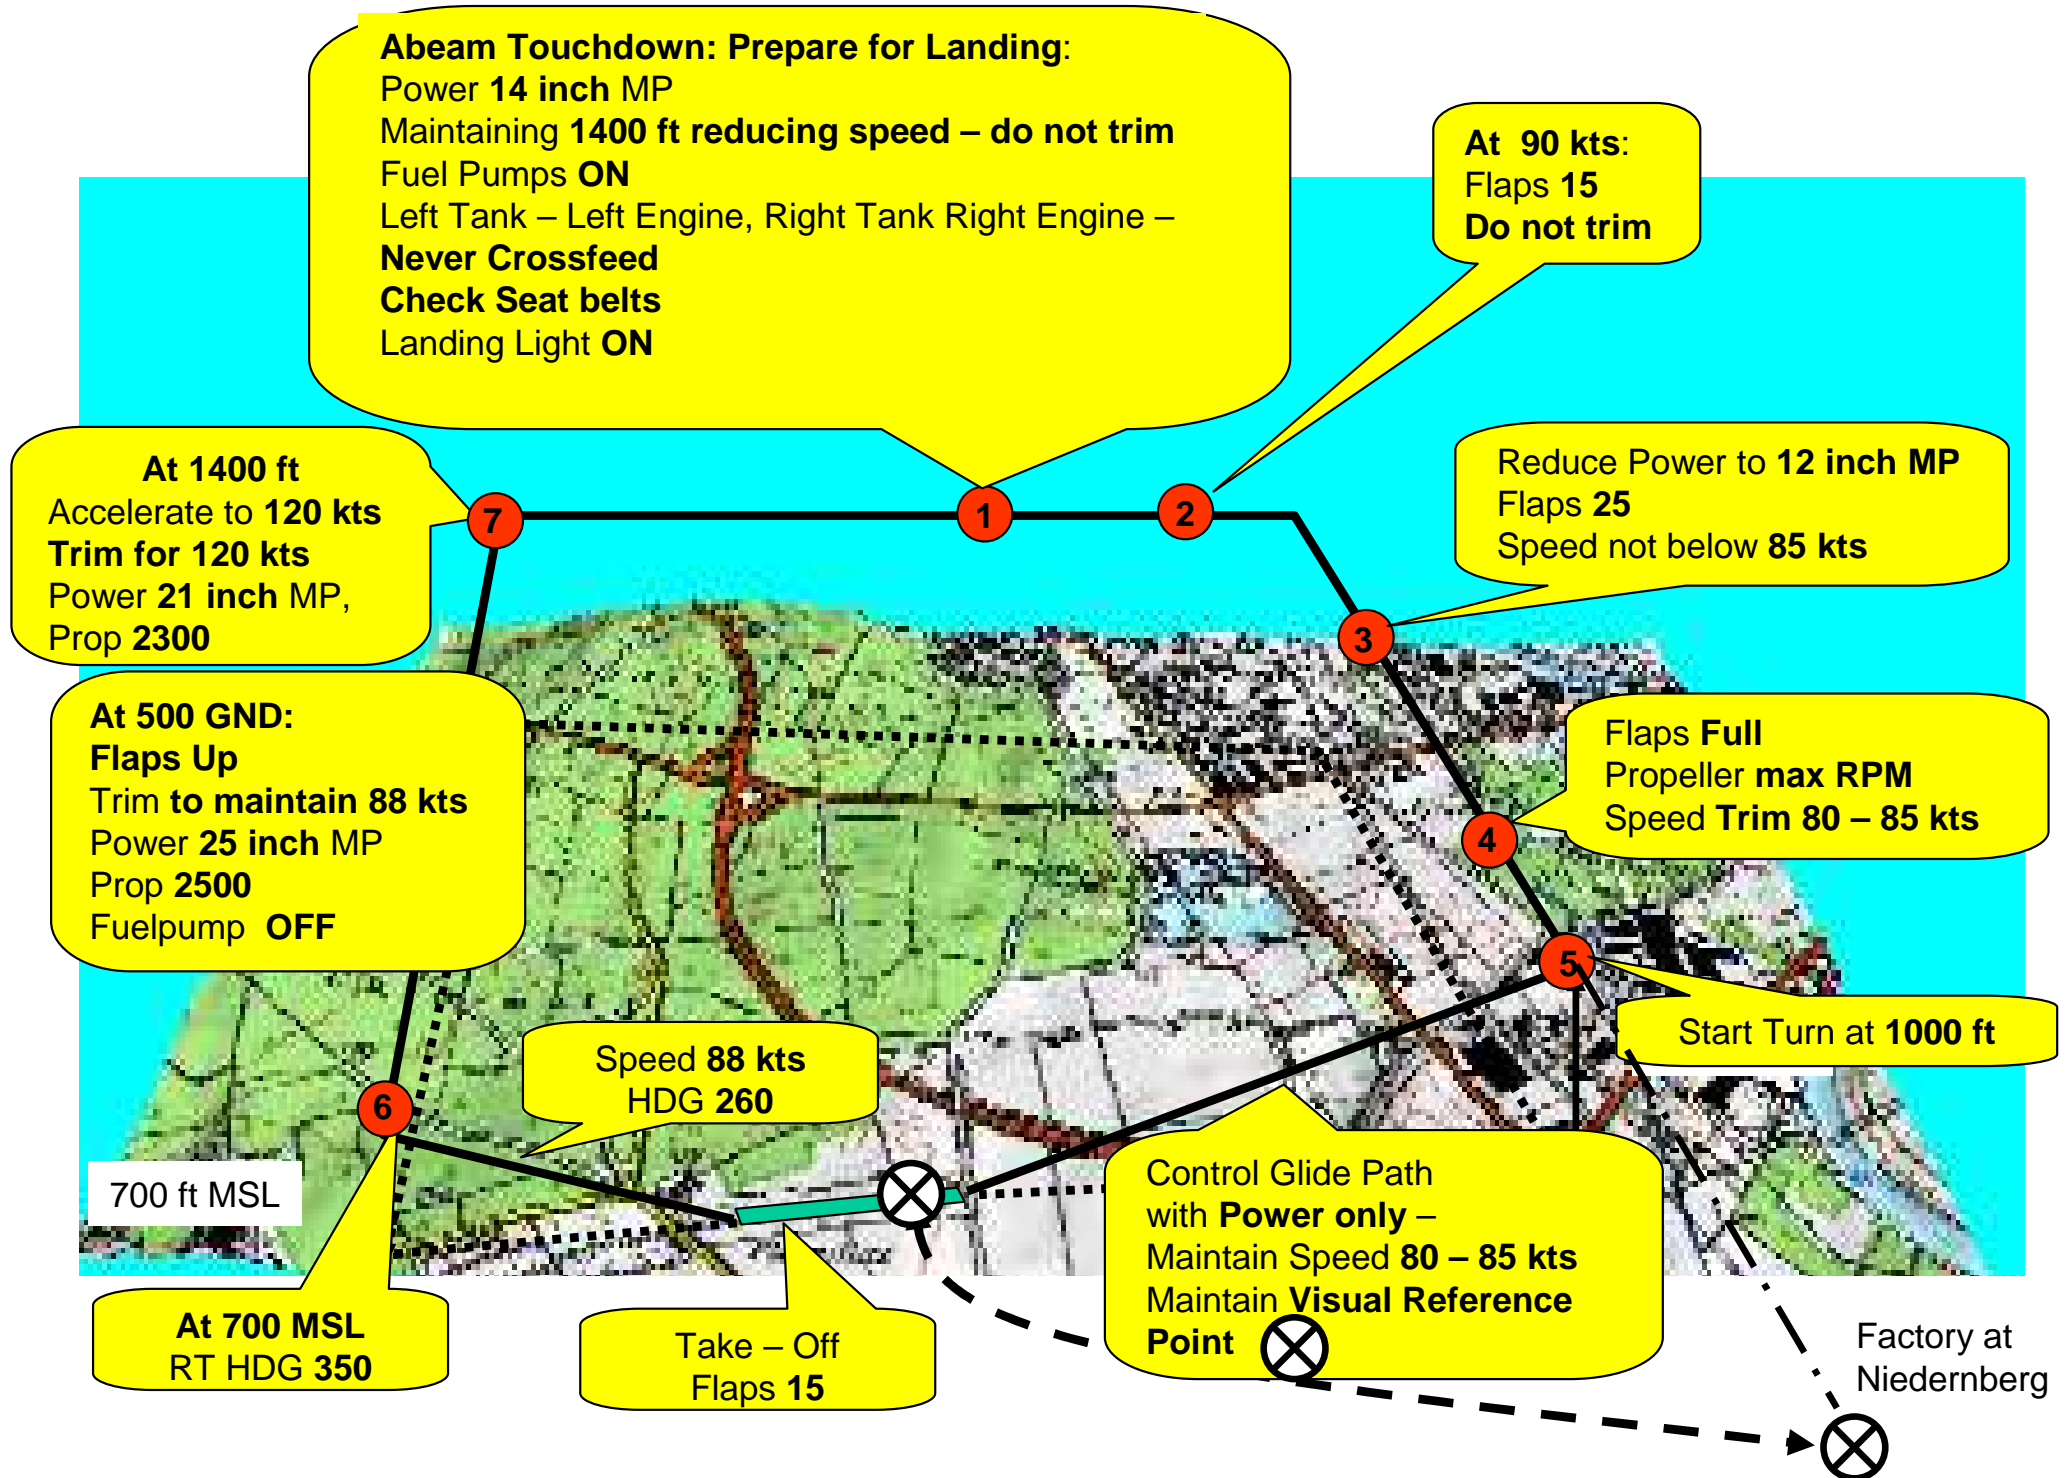 Abeam Touchdown: Prepare for Landing:
Power 14 inch MP
Maintaining 1400 ft reducing speed – do not trim
Fuel Pumps ON
Left Tank – Left Engine, Right Tank Right Engine –
Never Crossfeed
Check Seat belts
Landing Light ON
At 90 kts:
Flaps 15
Do not trim
At 1400 ft
Accelerate to 120 kts
Trim for 120 kts
Power 21 inch MP,
Prop 2300
7
1
2
Reduce Power to 12 inch MP
Flaps 25
Speed not below 85 kts
3
At 500 GND:
Flaps Up
Trim to maintain 88 kts
Power 25 inch MP
Prop 2500
Fuelpump OFF
Flaps Full
Propeller max RPM
Speed Trim 80 – 85 kts
4
5
Start Turn at 1000 ft
Speed 88 kts
HDG 260
6
700 ft MSL
Control Glide Path
with Power only –
Maintain Speed 80 – 85 kts
Maintain Visual Reference
Point
At 700 MSL
RT HDG 350
Take – Off
Flaps 15
Factory at
Niedernberg